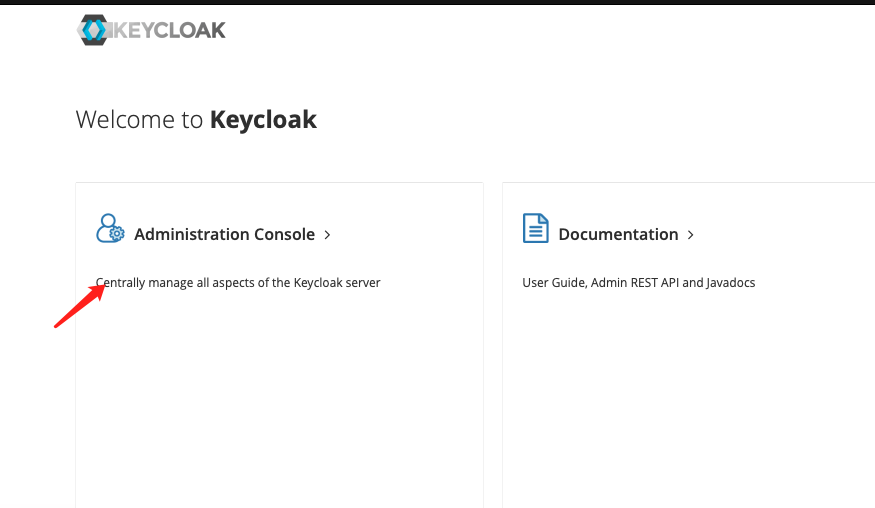 KEYCLOAK
Welcome to Keycloak
Administration Console
Centrally manage all aspects of the Keycloak server
Documentation
User Guide, Admin REST API and Javadocs